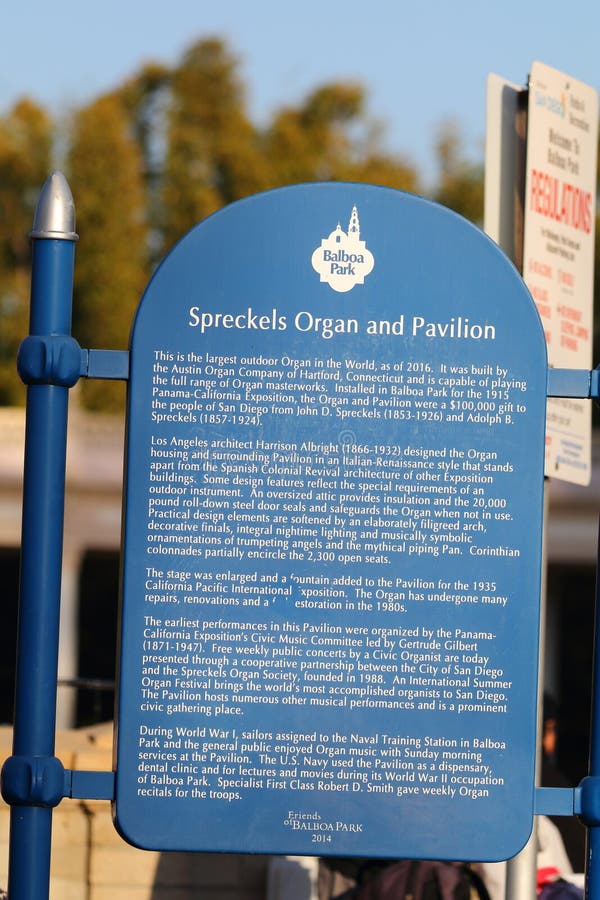 Balboa
Park
Spreckels Organ and Pavilion
This is the largest outdoor Organ in the World, as of 2016. It was built by
the Austin Organ Company of Hartford, Connecticut and is capable of playing
the full range of Organ masterworks. Installed in Balboa Park for the 1915
Panama-California Exposition, the Organ and Pavilion were a $100,000 gift to
the people of San Diego from John D. Spreckels (1853-1926) and Adolph B.
Spreckels (1857-1924).
Los Angeles architect Harrison Albright (1866-1932) designed the Organ
housing and surrounding Pavilion in an Italian-Renaissance style that stands
apart from the Spanish Colonial Revival architecture of other Exposition
buildings. Some design features reflect the special requirements of an
outdoor instrument. An oversized attic provides insulation and the 20,000
pound roll-down steel door seals and safeguards the Organ when not in use.
Practical design elements are softened by an elaborately filigreed arch,
decorative finials, integral nightime lighting and musically symbolic
ornamentations of trumpeting angels and the mythical piping Pan. Corinthian
colonnades partially encircle the 2,300 open seats.
The stage was enlarged and a fountain added to the Pavilion for the 1935
California Pacific International xposition. The Organ has undergone many
repairs, renovations and a f estoration in the 1980s.
The earliest performances in this Pavilion were organized by the Panama-
California Exposition's Civic Music Committee led by Gertrude Gilbert
(1871-1947). Free weekly public concerts by a Civic Organist are today
presented through a cooperative partnership between the City of San Diego
and the Spreckels Organ Society, founded in 1988. An International Summer
Organ Festival brings the world's most accomplished organists to San Diego.
The Pavilion hosts numerous other musical performances and is a prominent
civic gathering place.
During World War I, sailors assigned to the Naval Training Station in Balboa
Park and the general public enjoyed Organ music with Sunday morning
services at the Pavilion. The U.S. Navy used the Pavilion as a dispensary,
dental clinic and for lectures and movies during its World War II occupation
of Balboa Park. Specialist First Class Robert D. Smith gave weekly Organ
recitals for the troops.
Friends
of BALBOA PARK
2014
Welcome To
Balboa Park
REGULATIONS